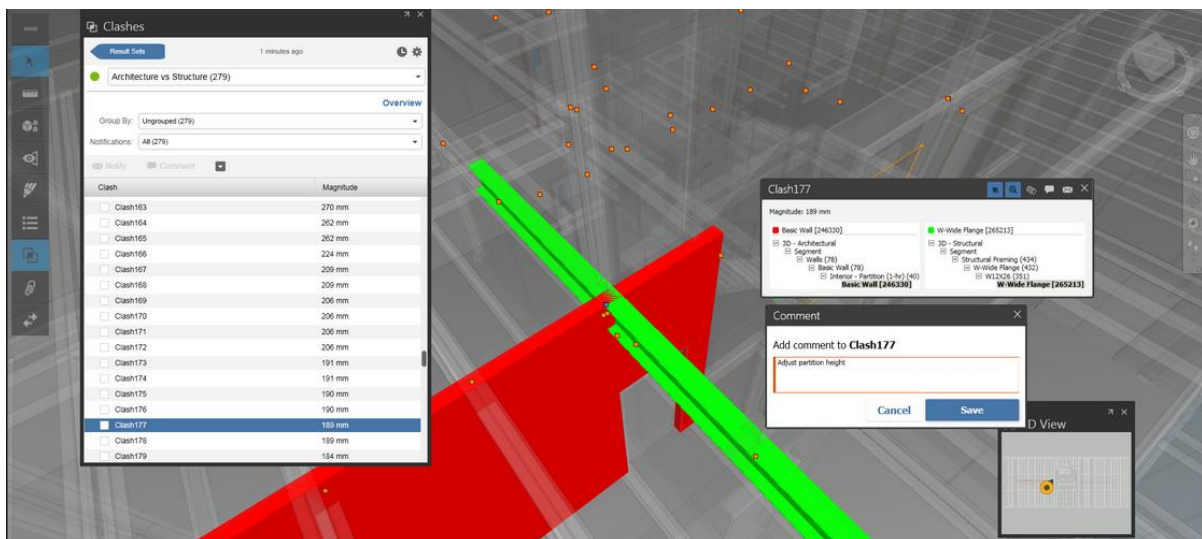 Clashes
Result Sets
1 minutes ago
Architecture vs Structure (279)
Overview
Group By: Ungrouped (279)
Notifications: All (279)
Notify Comment
Clash Magnitude
Clash163 270 mm
Clash164 262 mm
Clash165 262 mm
Clash166 224 mm
Clash167 209 mm
Clash168 209 mm
Clash169 206 mm
Clash170 206 mm
Clash171 206 mm
Clash172 206 mm
Clash173 191 mm
Clash174 191 mm
Clash175 190 mm
Clash176 190 mm
Clash177 189 mm
Clash178 189 mm
Clash179 184 mm
Clash177
Magnitude: 189 mm
Basic Wall [246330]
3D - Architectural
Segment
Walls (78)
Basic Wall (78)
Interior - Partition (1-hr) (40)
Basic Wall [246330]
W-Wide Flange [265213]
3D - Structural
Segment
Structural Framing (434)
W-Wide Flange (432)
W12X26 (351)
W-Wide Flange [265213]
Comment
Add comment to Clash177
Adjust partition height
Cancel Save
D View
W
S